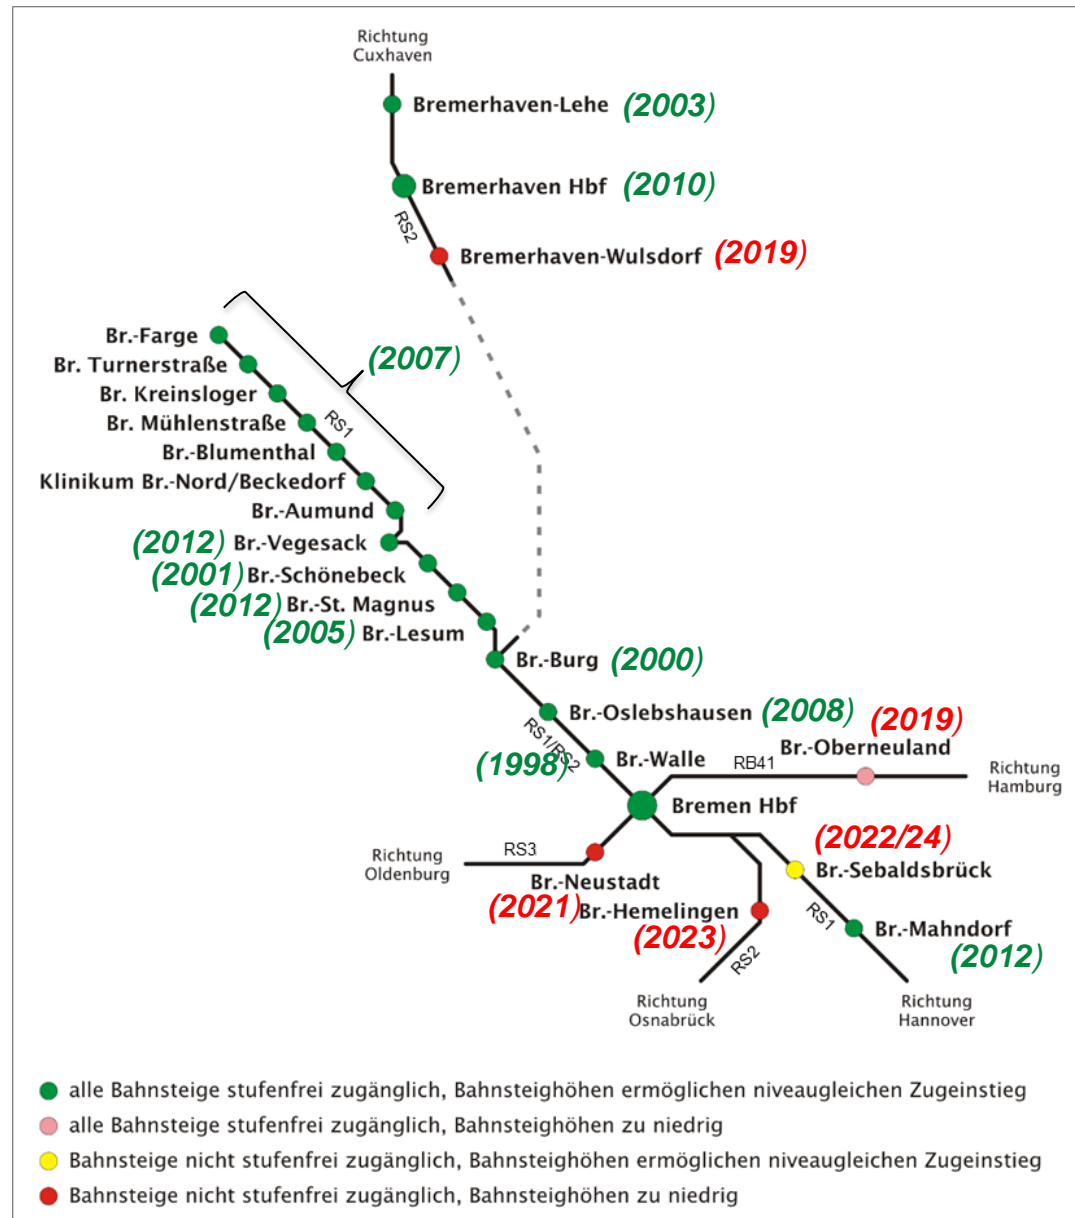 Richtung
Cuxhaven
Bremerhaven-Lehe (2003)
Bremerhaven Hbf (2010)
RS2
Bremerhaven-Wulsdorf (2019)
Br.-Farge
(2007)
Br. Turnerstraße
Br. Kreinsloger
RS1
Br. Mühlenstraße
Br.-Blumenthal
Klinikum Br.-Nord/Beckedorf
Br.-Aumund
(2012) Br.-Vegesack
(2001) Br.-Schönebeck
(2012) Br.-St. Magnus
(2005) Br.-Lesum
Br.-Burg (2000)
Br.-Oslebshausen (2008)
(2019)
RS1/RS2
Br.-Oberneuland
(1998) Br.-Walle
RB41
Richtung
Hamburg
Bremen Hbf
(2022/24)
RS3
Richtung
Oldenburg
Br.-Sebaldsbrück
Br.-Neustadt
(2021)
Br.-Hemelingen
(2023)
RS1
Br.-Mahndorf
(2012)
RS2
Richtung
Osnabrück
Richtung
Hannover
alle Bahnsteige stufenfrei zugänglich, Bahnsteighöhen ermöglichen niveaugleichen Zugeinstieg
alle Bahnsteige stufenfrei zugänglich, Bahnsteighöhen zu niedrig
Bahnsteige nicht stufenfrei zugänglich, Bahnsteighöhen ermöglichen niveaugleichen Zugeinstieg
Bahnsteige nicht stufenfrei zugänglich, Bahnsteighöhen zu niedrig